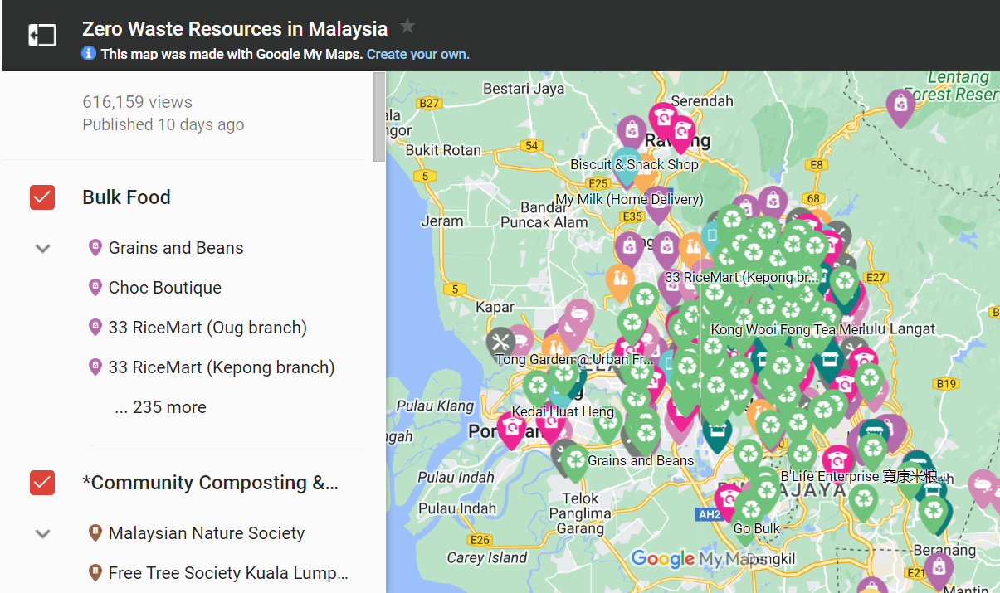 Zero Waste Resources in Malaysia
This map was made with Google My Maps. Create your own.
616,159 views
Published 10 days ago
Bulk Food
Grains and Beans
Choc Boutique
33 RiceMart (Oug branch)
33 RiceMart (Kepong branch)
... 235 more
*Community Composting &...
Malaysian Nature Society
Free Tree Society Kuala Lump...
Lentang
Forest Reser
Bestari Jaya
Serendah
B27
ala
ngor
Bukit Rotan
54
5
E8
Biscuit & Snack Shop
E25
68
My Milk (Home Delivery)
Bandar
Puncak Alam
E35
Jeram
33 RiceMart (Kepong br...
E27
5
Kapar
Kong Wooi Fong Tea Mer
Hulu Langat
Tong Garden @ Urban Fr...
B19
Pulau Klang
Kedai Huat Heng
ngah
Grains and Beans
Pulau Indah
B'Life Enterprise 寶康米粮...
Pulau Indah
Telok
Panglima
Garang
AH2
Go Bulk
E26
Carey Island
Google My Maps
Beranang
E21
Mantin